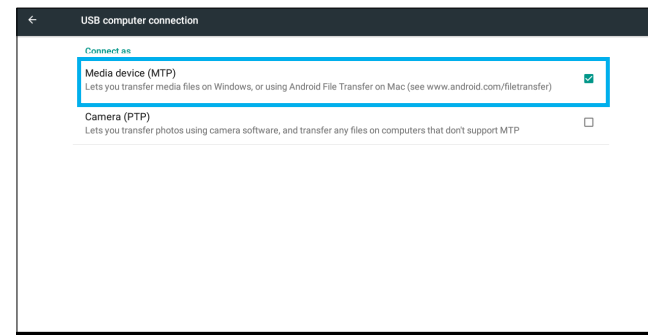 USB computer connection
Connect as
Media device (MTP)
Lets you transfer media files on Windows, or using Android File Transfer on Mac (see www.android.com/filetransfer)
Camera (PTP)
Lets you transfer photos using camera software, and transfer any files on computers that don't support MTP